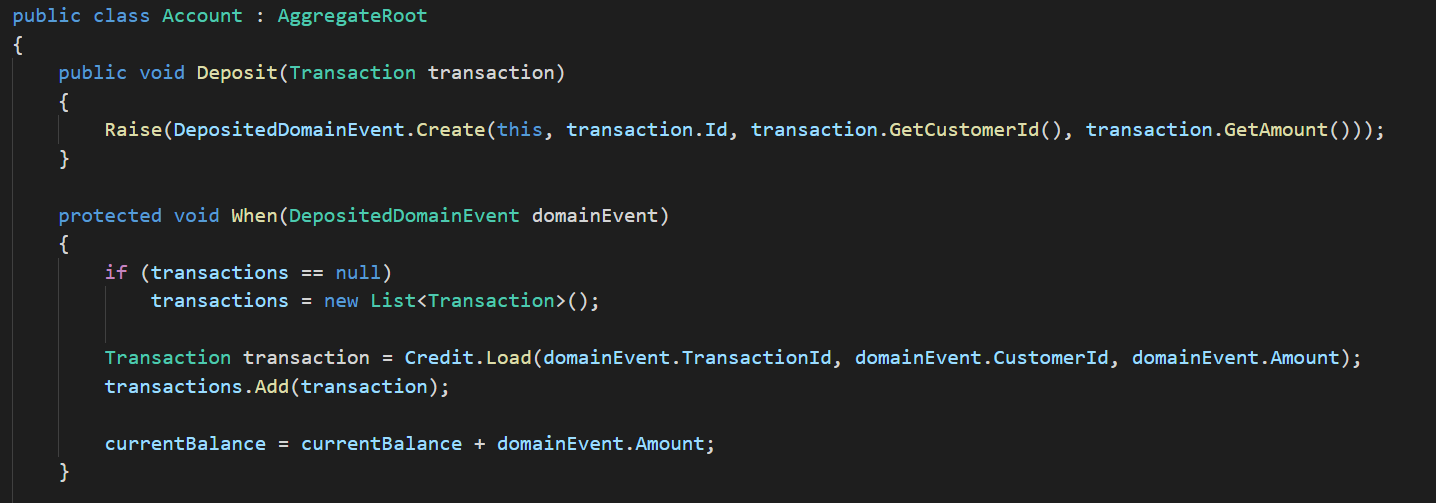 public class Account : AggregateRoot
{
    public void Deposit(Transaction transaction)
    {
        Raise(DepositedDomainEvent.Create(this, transaction.Id, transaction.GetCustomerId(), transaction.GetAmount()));
    }

    protected void When(DepositedDomainEvent domainEvent)
    {
        if (transactions == null)
            transactions = new List<Transaction>();

        Transaction transaction = Credit.Load(domainEvent.TransactionId, domainEvent.CustomerId, domainEvent.Amount);
        transactions.Add(transaction);

        currentBalance = currentBalance + domainEvent.Amount;
    }